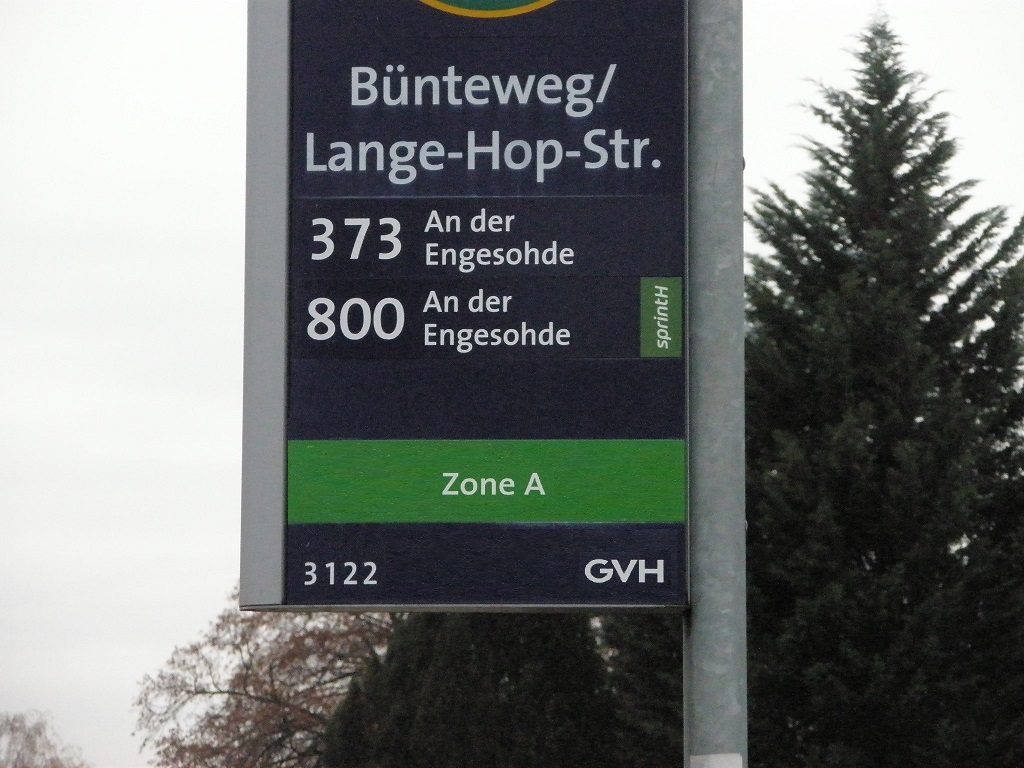 Bünteweg/
Lange-Hop-Str.
373 An der
Engesohde
800 An der
Engesohde
sprintH
Zone A
3122 GVH